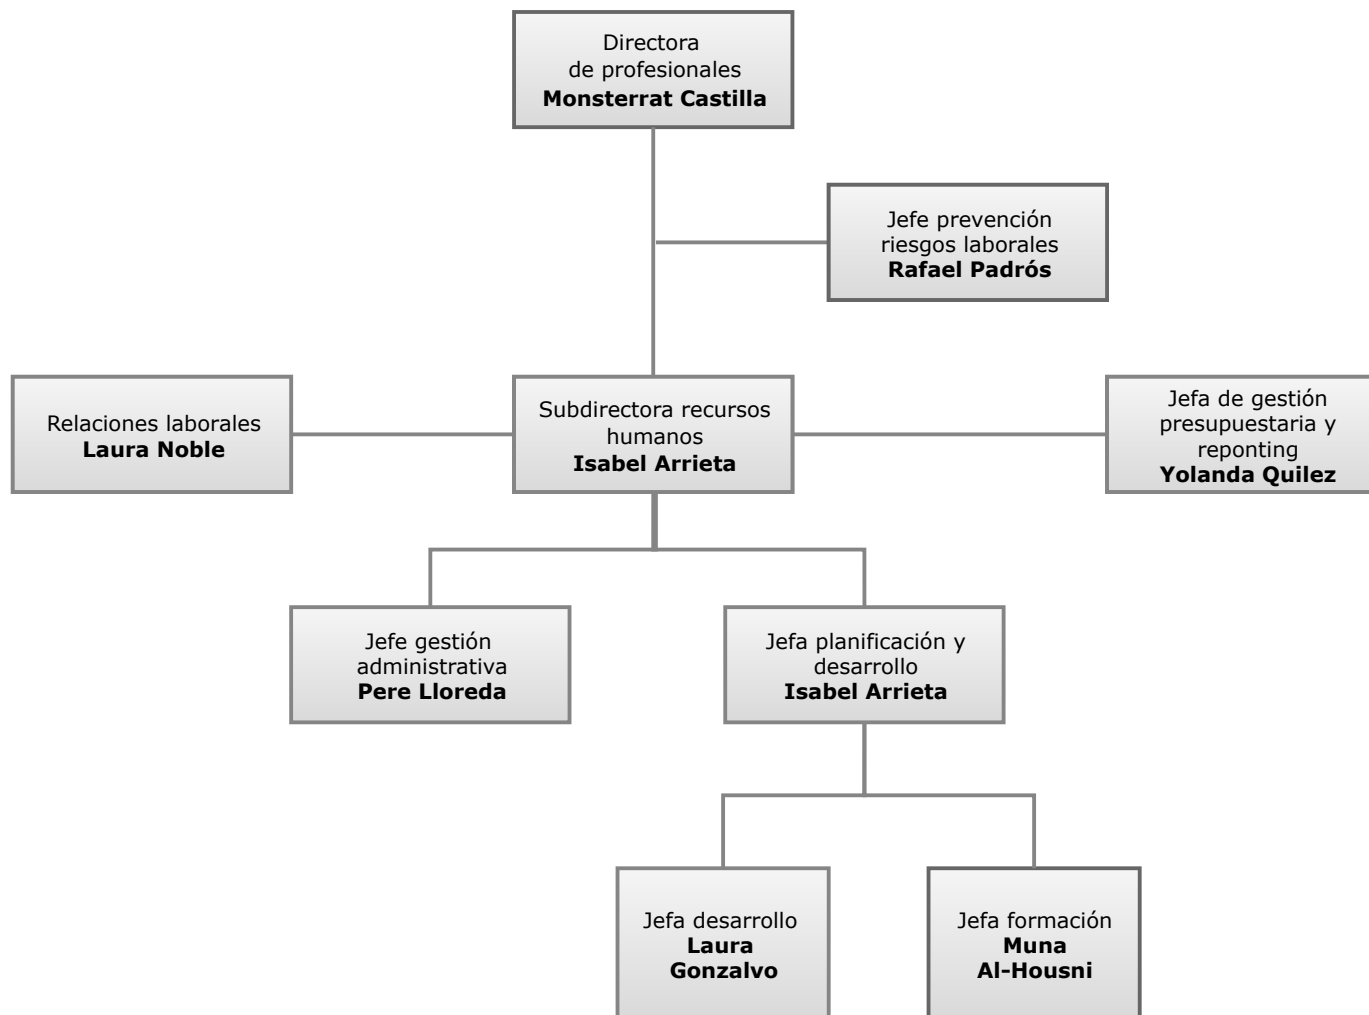 Directora
de profesionales
Monsterrat Castilla
Jefe prevención
riesgos laborales
Rafael Padrós
Relaciones laborales
Laura Noble
Subdirectora recursos
humanos
Isabel Arrieta
Jefa de gestión
presupuestaria y
reponting
Yolanda Quilez
Jefe gestión
administrativa
Pere Lloreda
Jefa planificación y
desarrollo
Isabel Arrieta
Jefa desarrollo
Laura
Gonzalvo
Jefa formación
Muna
Al-Housni